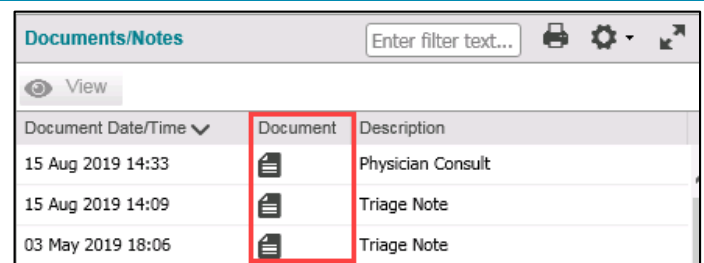 Documents/Notes Enter filter text...
View
Document Date/Time Document Description
15 Aug 2019 14:33 Physician Consult
15 Aug 2019 14:09 Triage Note
03 May 2019 18:06 Triage Note